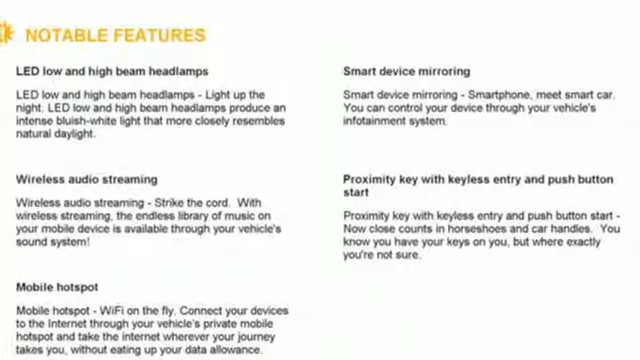 NOTABLE FEATURES
LED low and high beam headlamps
LED low and high beam headlamps - Light up the
night. LED low and high beam headlamps produce an
intense bluish-white light that more closely resembles
natural daylight.
Wireless audio streaming
Wireless audio streaming - Strike the cord. With
wireless streaming, the endless library of music on
your mobile device is available through your vehicle's
sound system!
Mobile hotspot
Mobile hotspot - WiFi on the fly. Connect your devices
to the Internet through your vehicle's private mobile
hotspot and take the internet wherever your journey
takes you, without eating up your data allowance.
Smart device mirroring
Smart device mirroring - Smartphone, meet smart car.
You can control your device through your vehicle's
infotainment system.
Proximity key with keyless entry and push button
start
Proximity key with keyless entry and push button start -
Now close counts in horseshoes and car handles. You
know you have your keys on you, but where exactly
you're not sure.